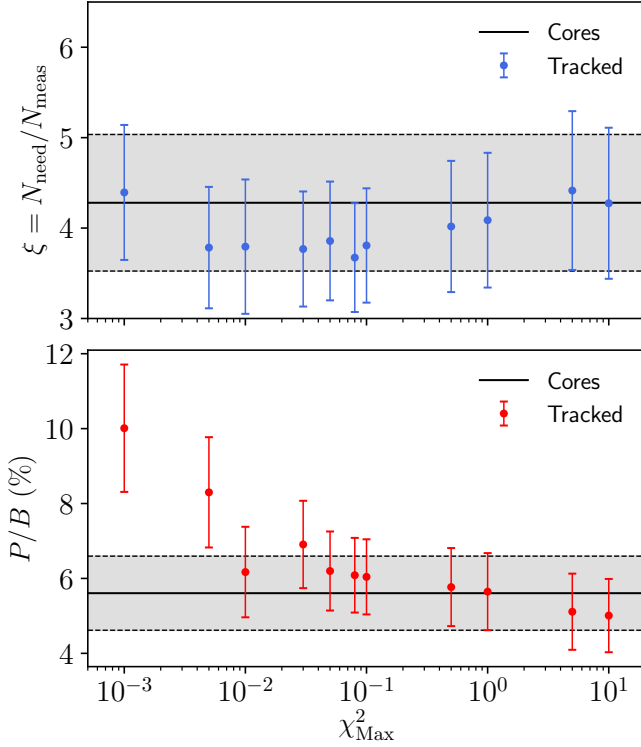 6
5
4
3
ξ = N_need/N_meas
Cores
Tracked
12
10
8
6
4
P/B (%)
Cores
Tracked
10^−3
10^−2
10^−1
10^0
10^1
χ^2_Max